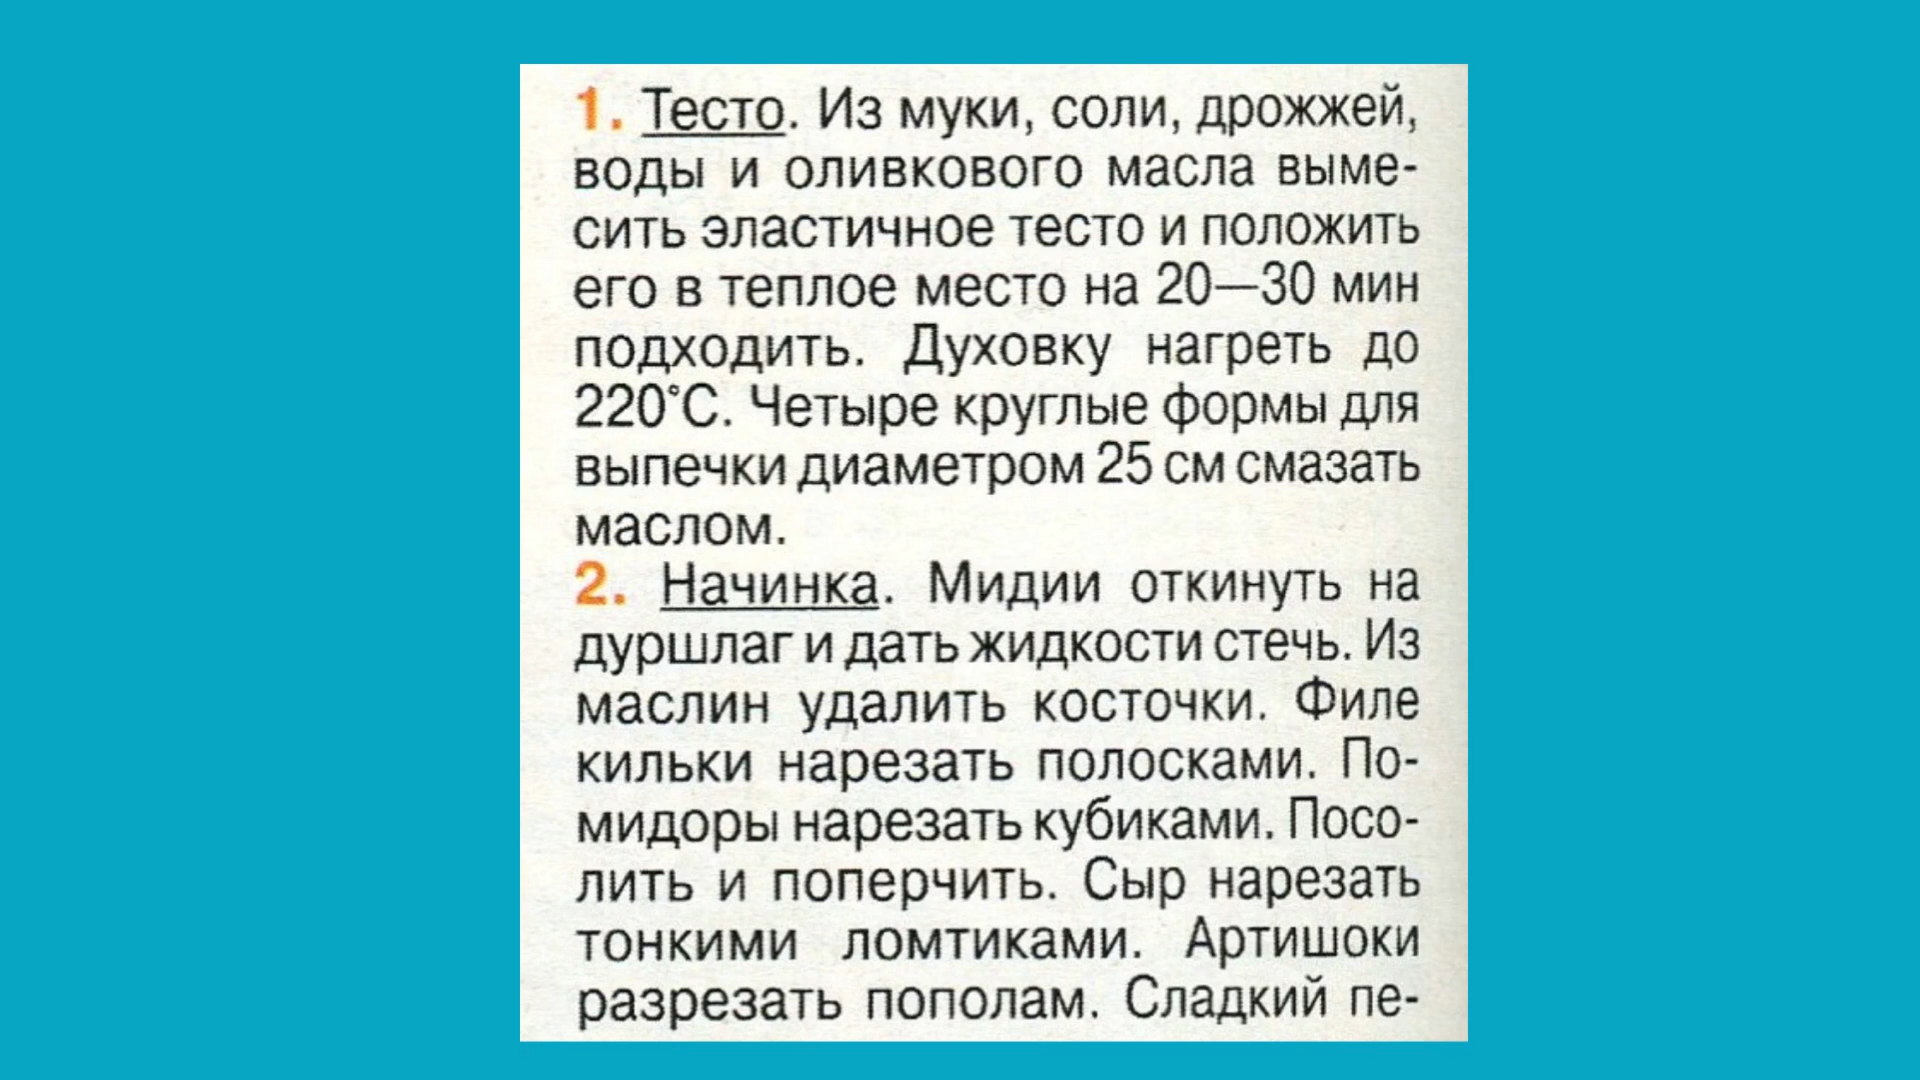 1. Тесто. Из муки, соли, дрожжей,
воды и оливкового масла выме-
сить эластичное тесто и положить
его в теплое место на 20—30 мин
подходить. Духовку нагреть до
220°С. Четыре круглые формы для
выпечки диаметром 25 см смазать
маслом.
2. Начинка. Мидии откинуть на
дуршлаг и дать жидкости стечь. Из
маслин удалить косточки. Филе
кильки нарезать полосками. По-
мидоры нарезать кубиками. Посо-
лить и поперчить. Сыр нарезать
тонкими ломтиками. Артишоки
разрезать пополам. Сладкий пе-